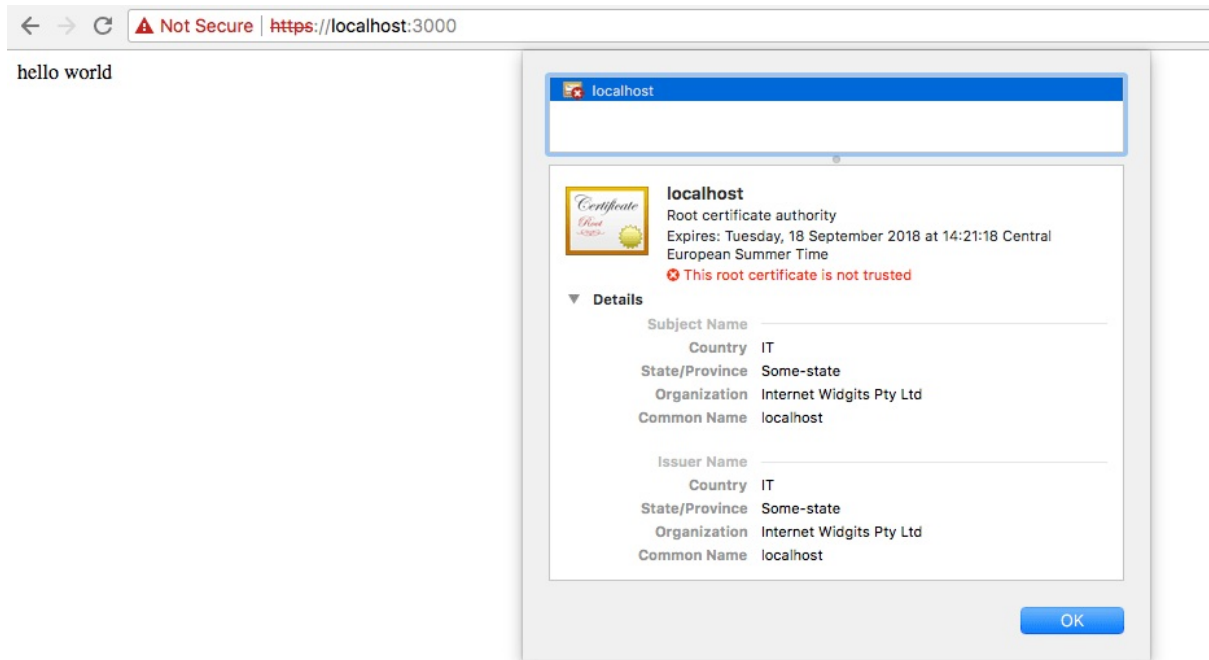 Not Secure | https://localhost:3000
hello world
localhost
Certificate
Root
localhost
Root certificate authority
Expires: Tuesday, 18 September 2018 at 14:21:18 Central
European Summer Time
This root certificate is not trusted
Details
Subject Name
Country IT
State/Province Some-state
Organization Internet Widgits Pty Ltd
Common Name localhost
Issuer Name
Country IT
State/Province Some-state
Organization Internet Widgits Pty Ltd
Common Name localhost
OK